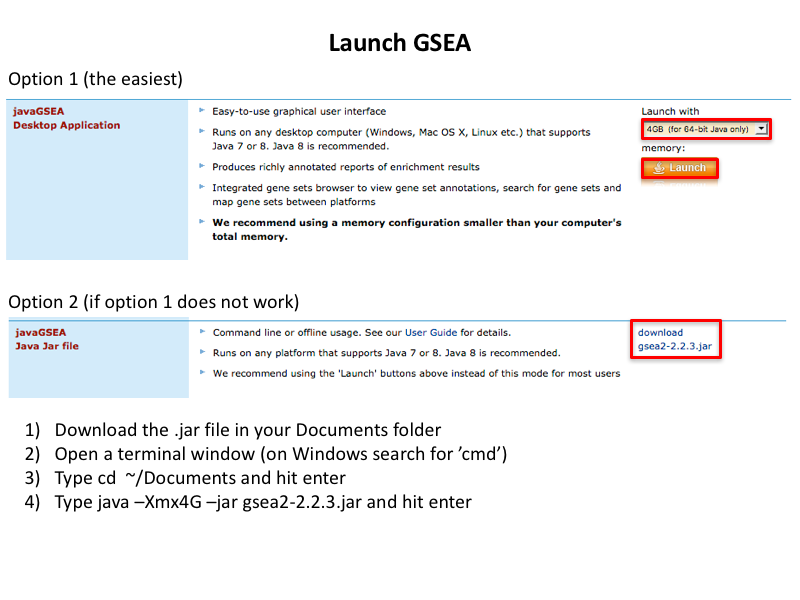 Launch GSEA
Option 1 (the easiest)
javaGSEA
Desktop Application
Easy-to-use graphical user interface
Runs on any desktop computer (Windows, Mac OS X, Linux etc.) that supports
Java 7 or 8. Java 8 is recommended.
Produces richly annotated reports of enrichment results
Integrated gene sets browser to view gene set annotations, search for gene sets and
map gene sets between platforms
We recommend using a memory configuration smaller than your computer's
total memory.
Launch with
4GB (for 64-bit Java only)
memory:
Launch
Option 2 (if option 1 does not work)
javaGSEA
Java Jar file
Command line or offline usage. See our User Guide for details.
Runs on any platform that supports Java 7 or 8. Java 8 is recommended.
We recommend using the 'Launch' buttons above instead of this mode for most users
download
gsea2-2.2.3.jar
1) Download the .jar file in your Documents folder
2) Open a terminal window (on Windows search for ’cmd’)
3) Type cd ~/Documents and hit enter
4) Type java –Xmx4G –jar gsea2-2.2.3.jar and hit enter